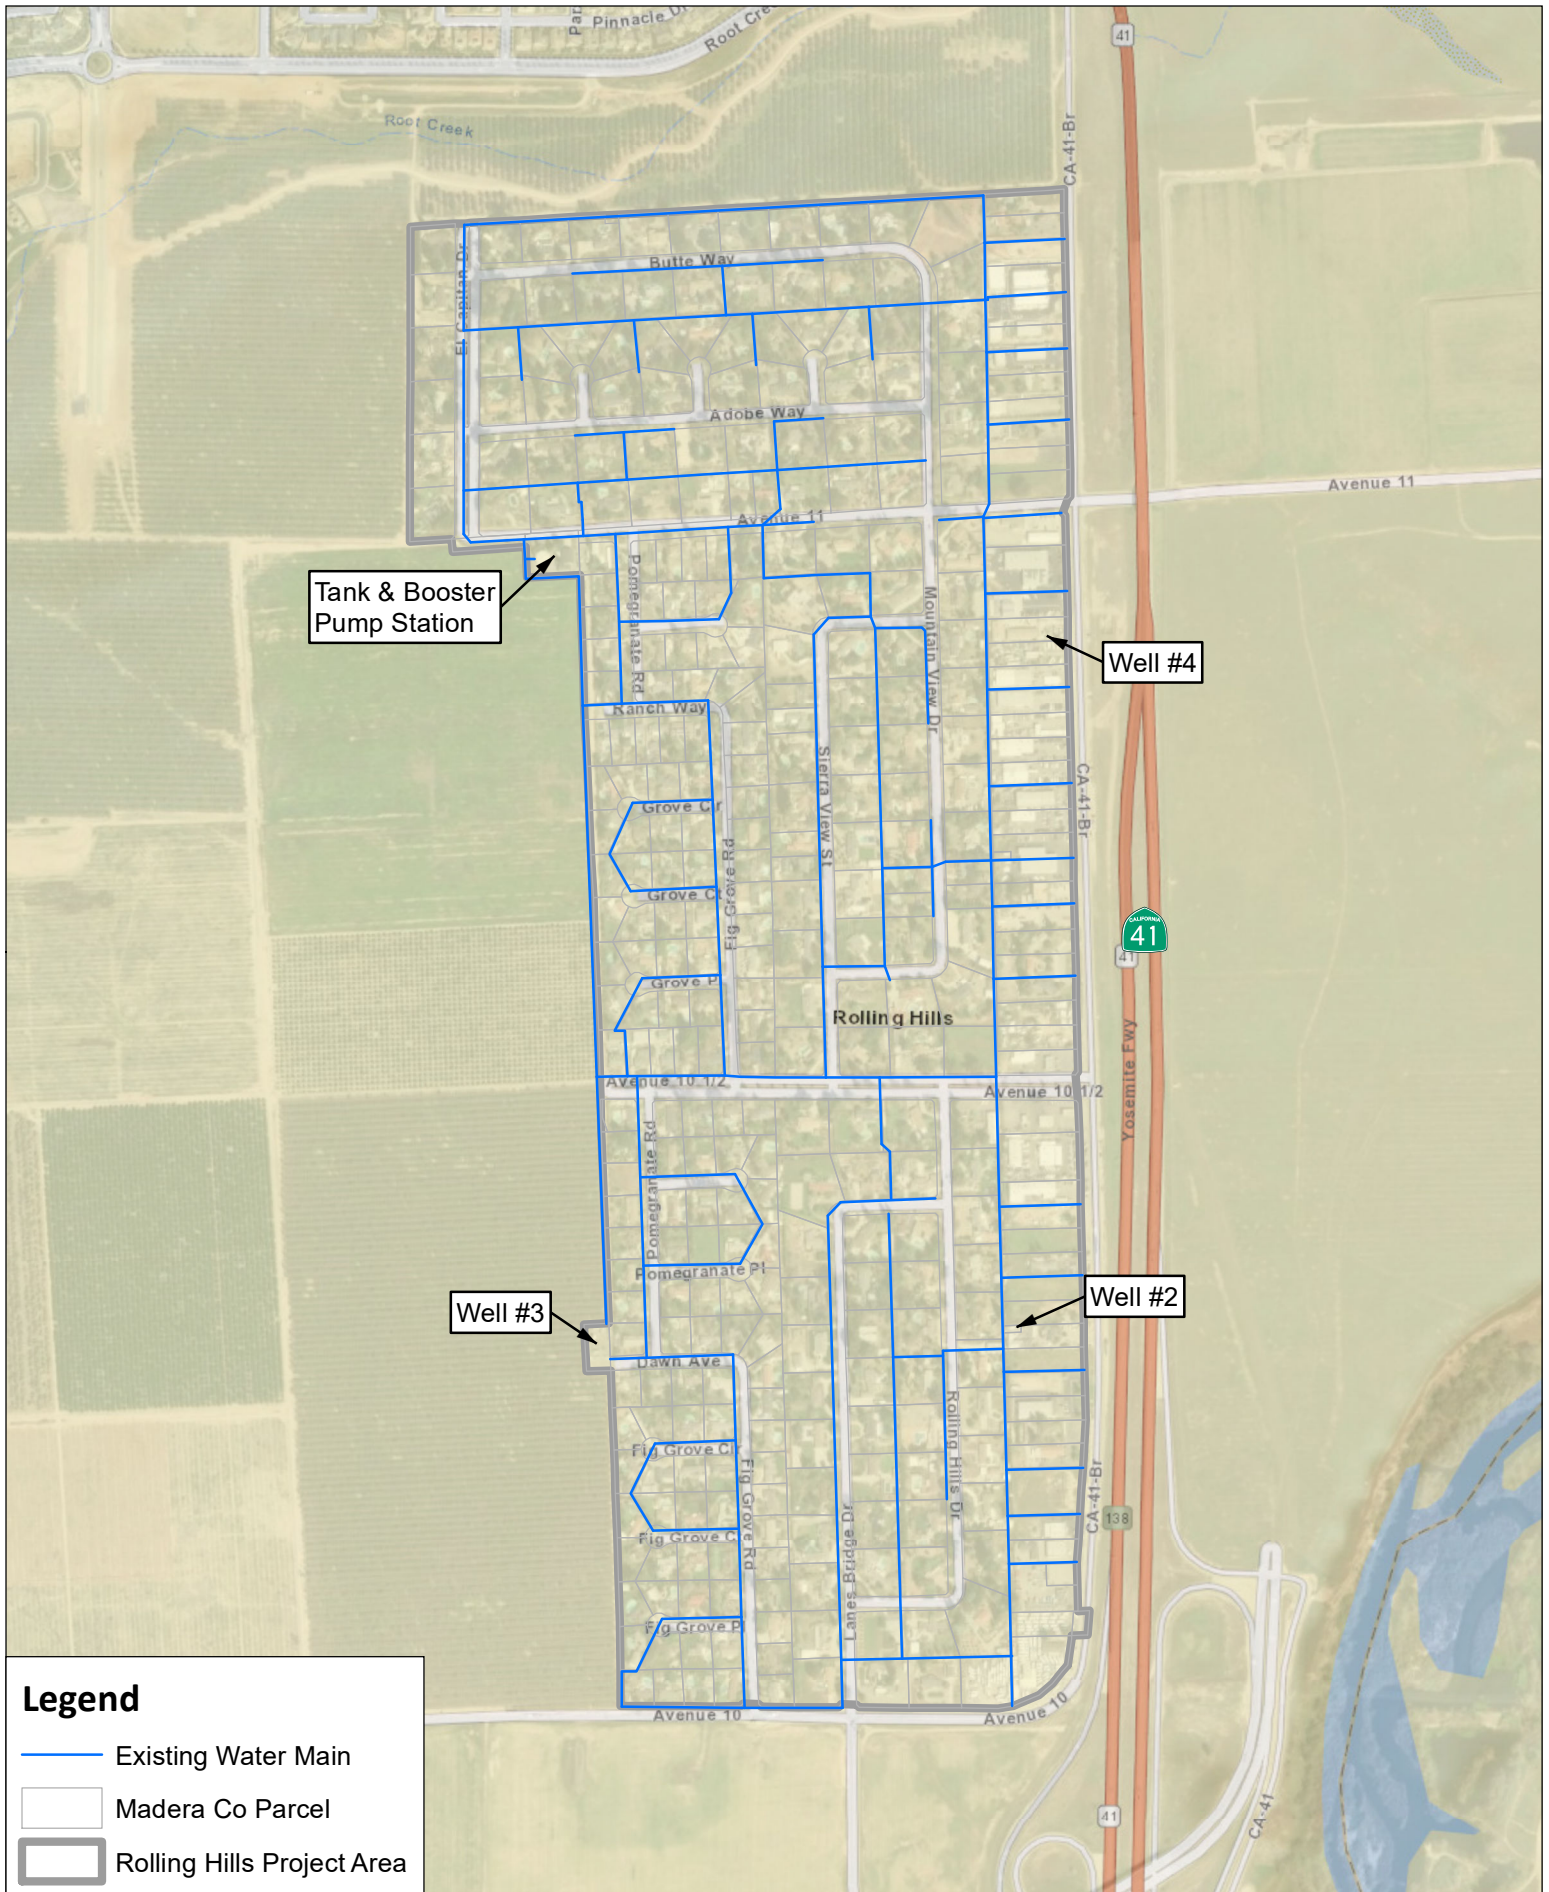 Pinnacle Dr
Root Cre
41
Root Creek
CA-41-Br
El Capitan Dr
Butte Way
Adobe Way
Avenue 11
Avenue 11
Tank & Booster
Pump Station
Pomegranate Rd
Mountain View Dr
Well #4
Ranch Way
Sierra View St
CA-41-Br
Grove Cir
Fig Grove Rd
Grove Ct
CALIFORNIA
41
41
Grove Pl
Rolling Hills
Yosemite Fwy
Avenue 10 1/2
Avenue 10 1/2
Pomegranate Rd
Pomegranate Pl
Well #3
Well #2
Dawn Ave
Rolling Hills Dr
Fig Grove Cir
Fig Grove Rd
CA-41-Br
138
Lanes Bridge Dr
Fig Grove C
Fig Grove Pl
Avenue 10
Avenue 10
41
CA-41
Legend
Existing Water Main
Madera Co Parcel
Rolling Hills Project Area